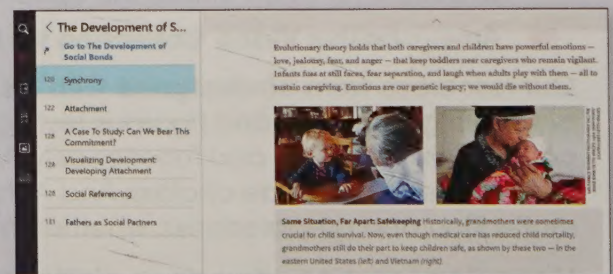 < The Development of S...
Go to The Development of
Social Bonds
120 Synchrony
122 Attachment
128 A Case To Study: Can We Bear This
Commitment?
129 Visualizing Development:
Developing Attachment
128 Social Referencing
131 Fathers as Social Partners
Evolutionary theory holds that both caregivers and children have powerful emotions —
love, jealousy, fear, and anger — that keep toddlers near caregivers who remain vigilant.
Infants fuss at still faces, fear separation, and laugh when adults play with them — all to
sustain caregiving. Emotions are our genetic legacy; we would die without them.
Same Situation, Far Apart: Safekeeping Historically, grandmothers were sometimes
crucial for child survival. Now, even though medical care has reduced child mortality,
grandmothers still do their part to keep children safe, as shown by these two — in the
eastern United States (left) and Vietnam (right)